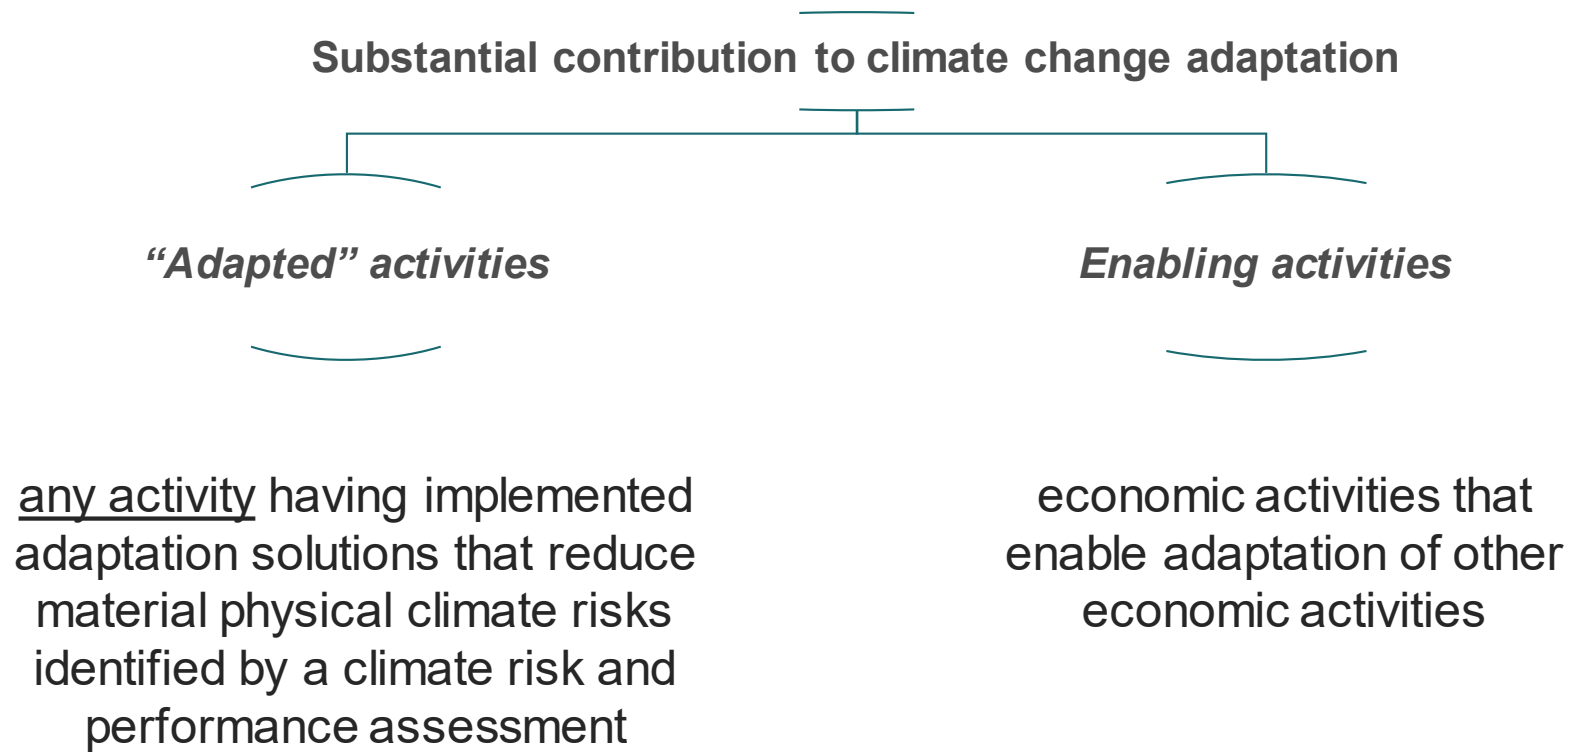 Substantial contribution to climate change adaptation
“Adapted” activities
Enabling activities
any activity having implemented
adaptation solutions that reduce
material physical climate risks
identified by a climate risk and
performance assessment
economic activities that
enable adaptation of other
economic activities